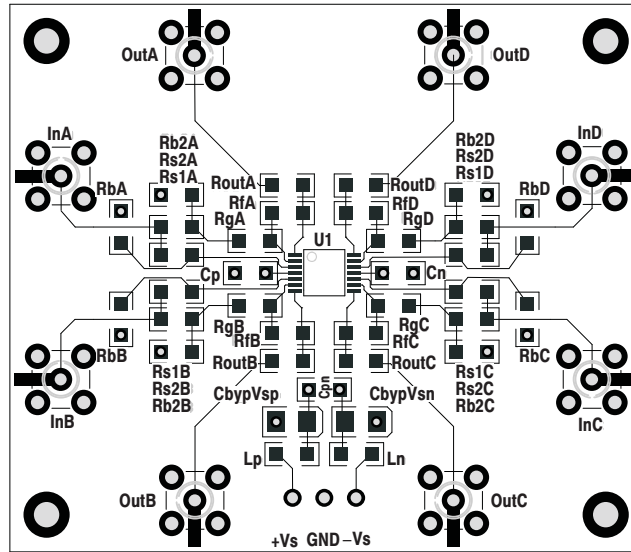 OutA
OutD
InA
InD
Rb2A
Rs2A
Rs1A
Rb2D
Rs2D
Rs1D
RbA
RbD
RoutA
RoutD
RfA
RfD
RgA
RgD
U1
Cp
Cn
RgB
RgC
RfB
RfC
RbB
RbC
RoutB
RoutC
Rs1B
Rs2B
Rb2B
Rs1C
Rs2C
Rb2C
Cpn
CbypVsp
CbypVsn
InB
InC
Lp
Ln
OutB
OutC
+Vs GND −Vs